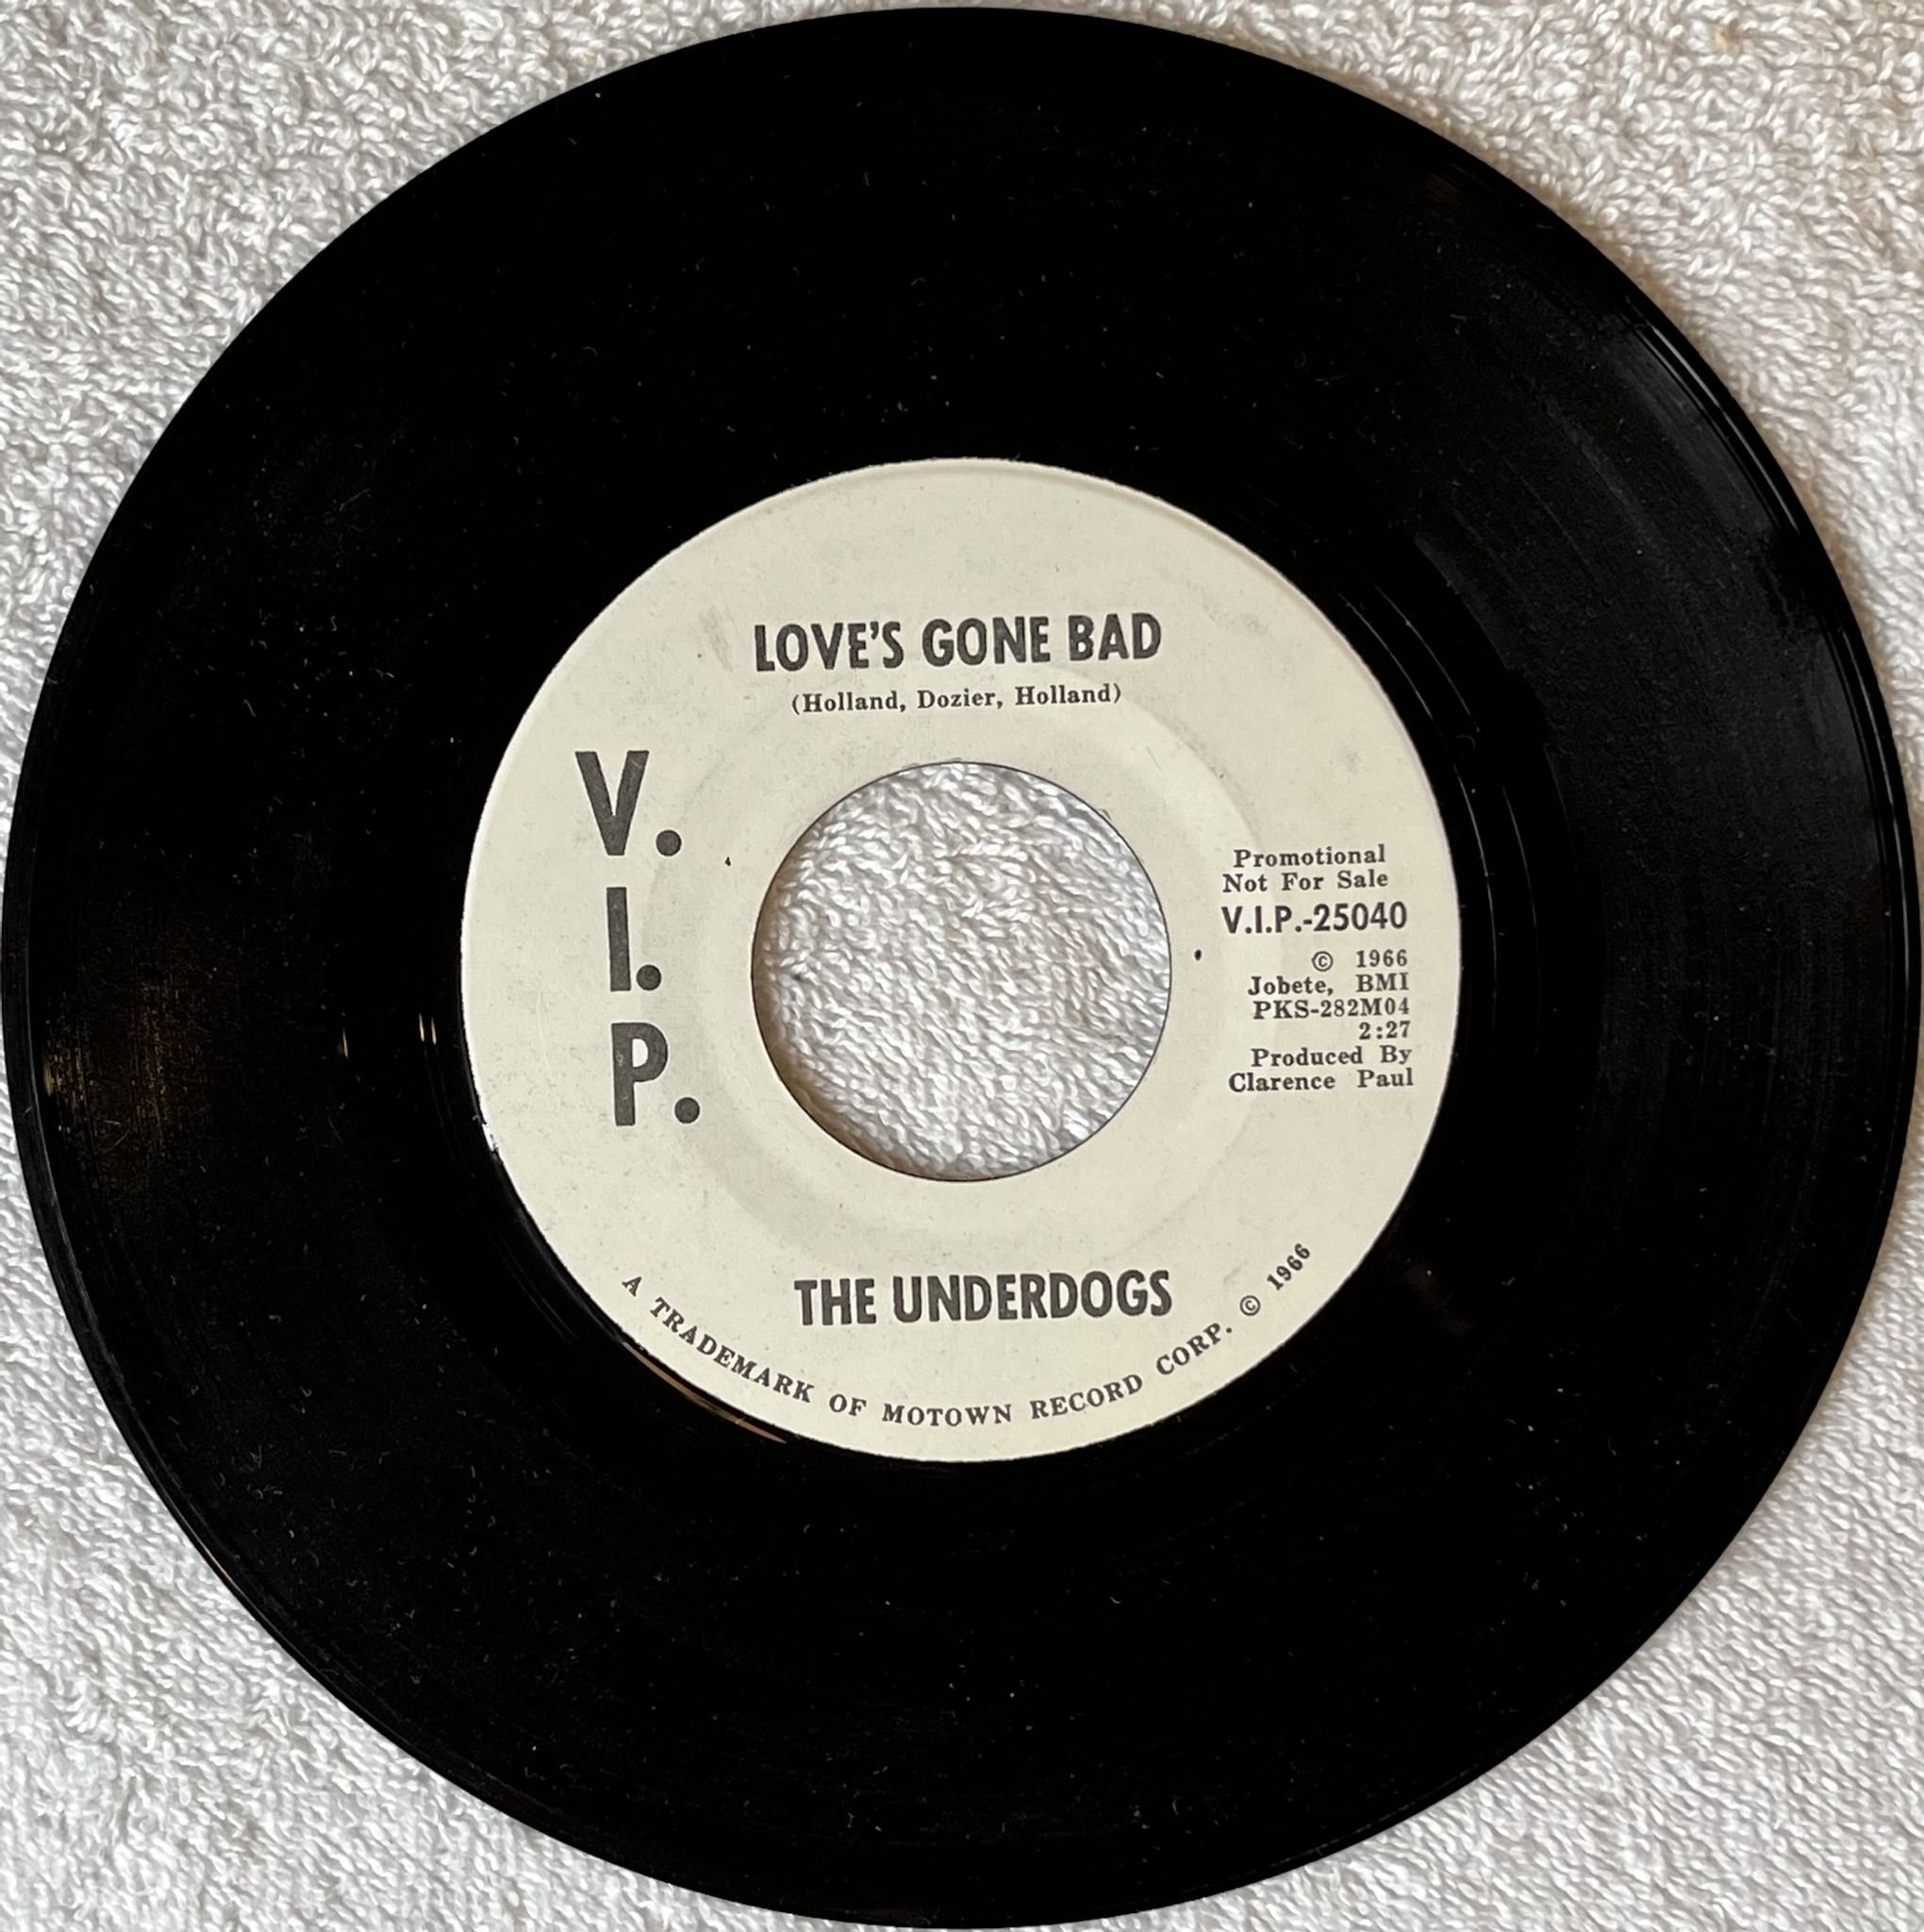 LOVE'S GONE BAD
(Holland, Dozier, Holland)
V.
I.
P.
Promotional
Not For Sale
V.I.P.-25040
© 1966
Jobete, BMI
PKS-282M04
2:27
Produced By
Clarence Paul
THE UNDERDOGS
A TRADEMARK OF MOTOWN RECORD CORP. © 1966